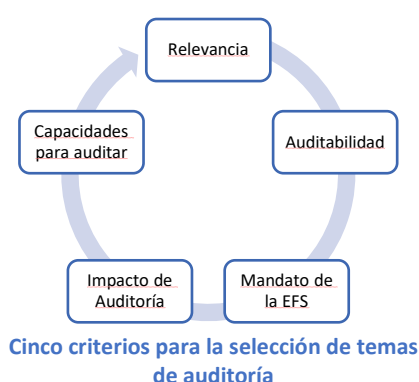 Relevancia
Capacidades
para auditar
Auditabilidad
Impacto de
Auditoría
Mandato de
la EFS
Cinco criterios para la selección de temas
de auditoría